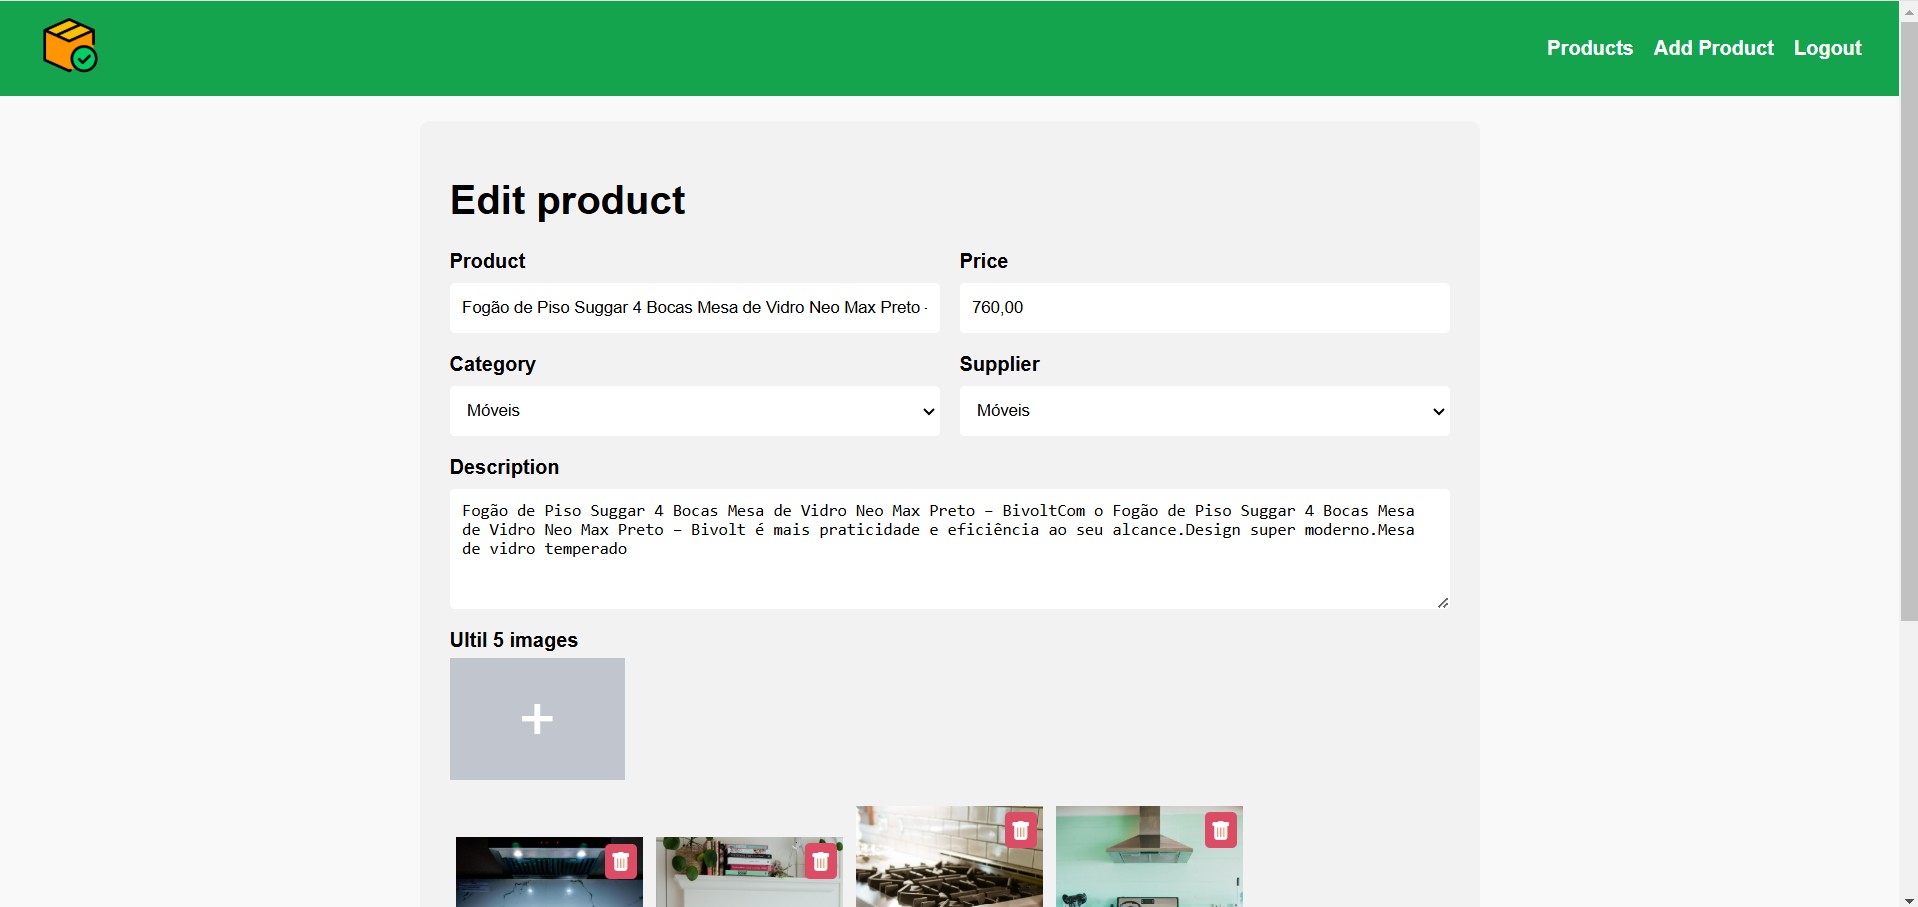 Products Add Product Logout
Edit product
Product
Price
Fogão de Piso Suggar 4 Bocas Mesa de Vidro Neo Max Preto -
760,00
Category
Supplier
Móveis
Móveis
Description
Fogão de Piso Suggar 4 Bocas Mesa de Vidro Neo Max Preto – BivoltCom o Fogão de Piso Suggar 4 Bocas Mesa
de Vidro Neo Max Preto – Bivolt é mais praticidade e eficiência ao seu alcance.Design super moderno.Mesa
de vidro temperado
Ultil 5 images